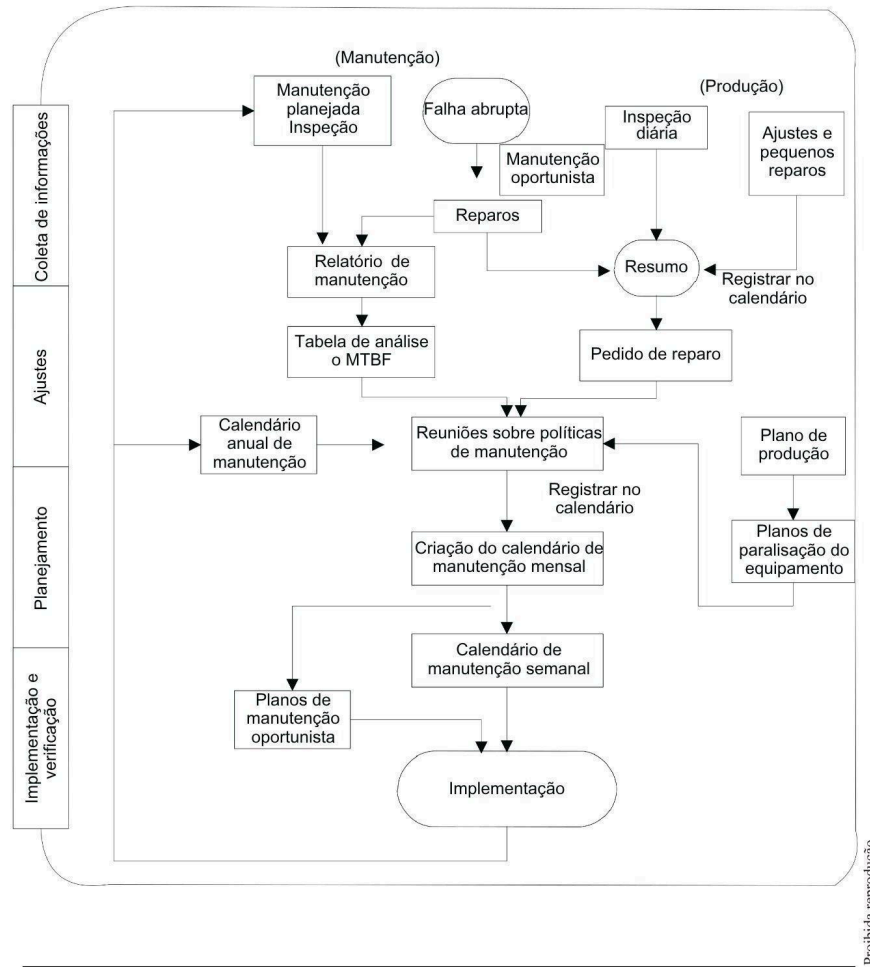 (Manutenção)
(Produção)
Manutenção
planejada
Inspeção
Falha abrupta
Inspeção
diária
Ajustes e
pequenos
reparos
Manutenção
oportunista
Reparos
Relatório de
manutenção
Resumo
Registrar no
calendário
Tabela de análise
o MTBF
Pedido de reparo
Calendário
anual de
manutenção
Reuniões sobre políticas
de manutenção
Plano de
produção
Registrar no
calendário
Criação do calendário de
manutenção mensal
Planos de
paralisação do
equipamento
Calendário de
manutenção semanal
Planos de
manutenção
oportunista
Implementação
Coleta de informações
Ajustes
Planejamento
Implementação e
verificação
Proibida reprodução